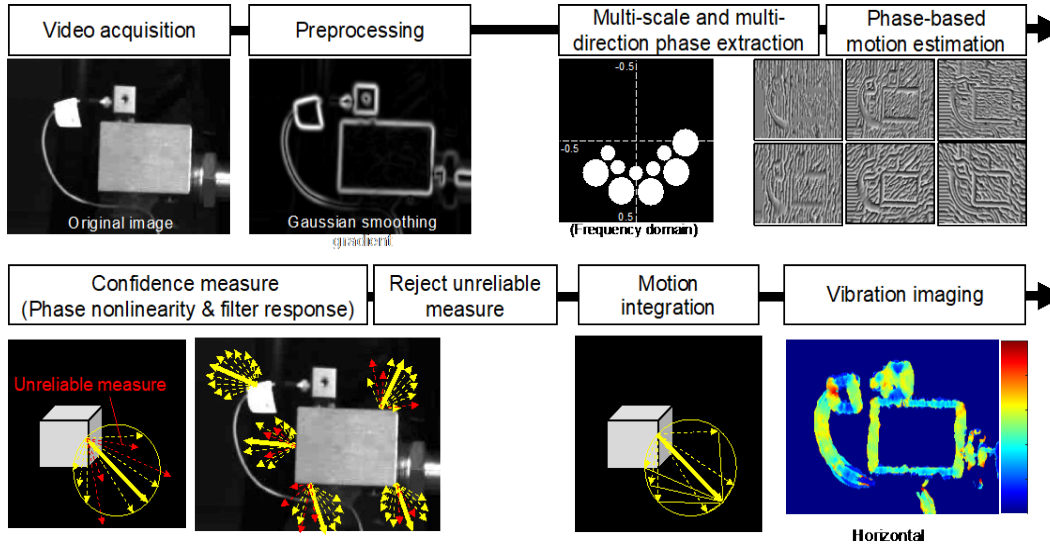 Video acquisition
Preprocessing
Multi-scale and multi-
direction phase extraction
Phase-based
motion estimation
Original image
Gaussian smoothing
gradient
-0.5
-0.5
0.5
(Frequency domain)
Confidence measure
(Phase nonlinearity & filter response)
Reject unreliable
measure
Motion
integration
Vibration imaging
Unreliable measure
Horizontal